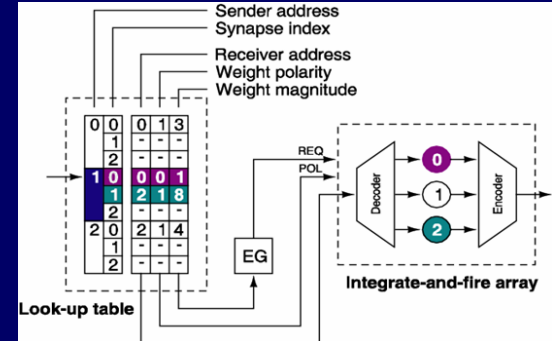 Sender address
Synapse index
Receiver address
Weight polarity
Weight magnitude
0 0 0 1 3
1 - - -
2 - - -
1 0 0 0 1
1 2 1 8
2 - - -
2 0 2 1 4
1 - - -
2 - - -
REQ
POL
EG
Decoder
0
1
2
Encoder
Look-up table
Integrate-and-fire array